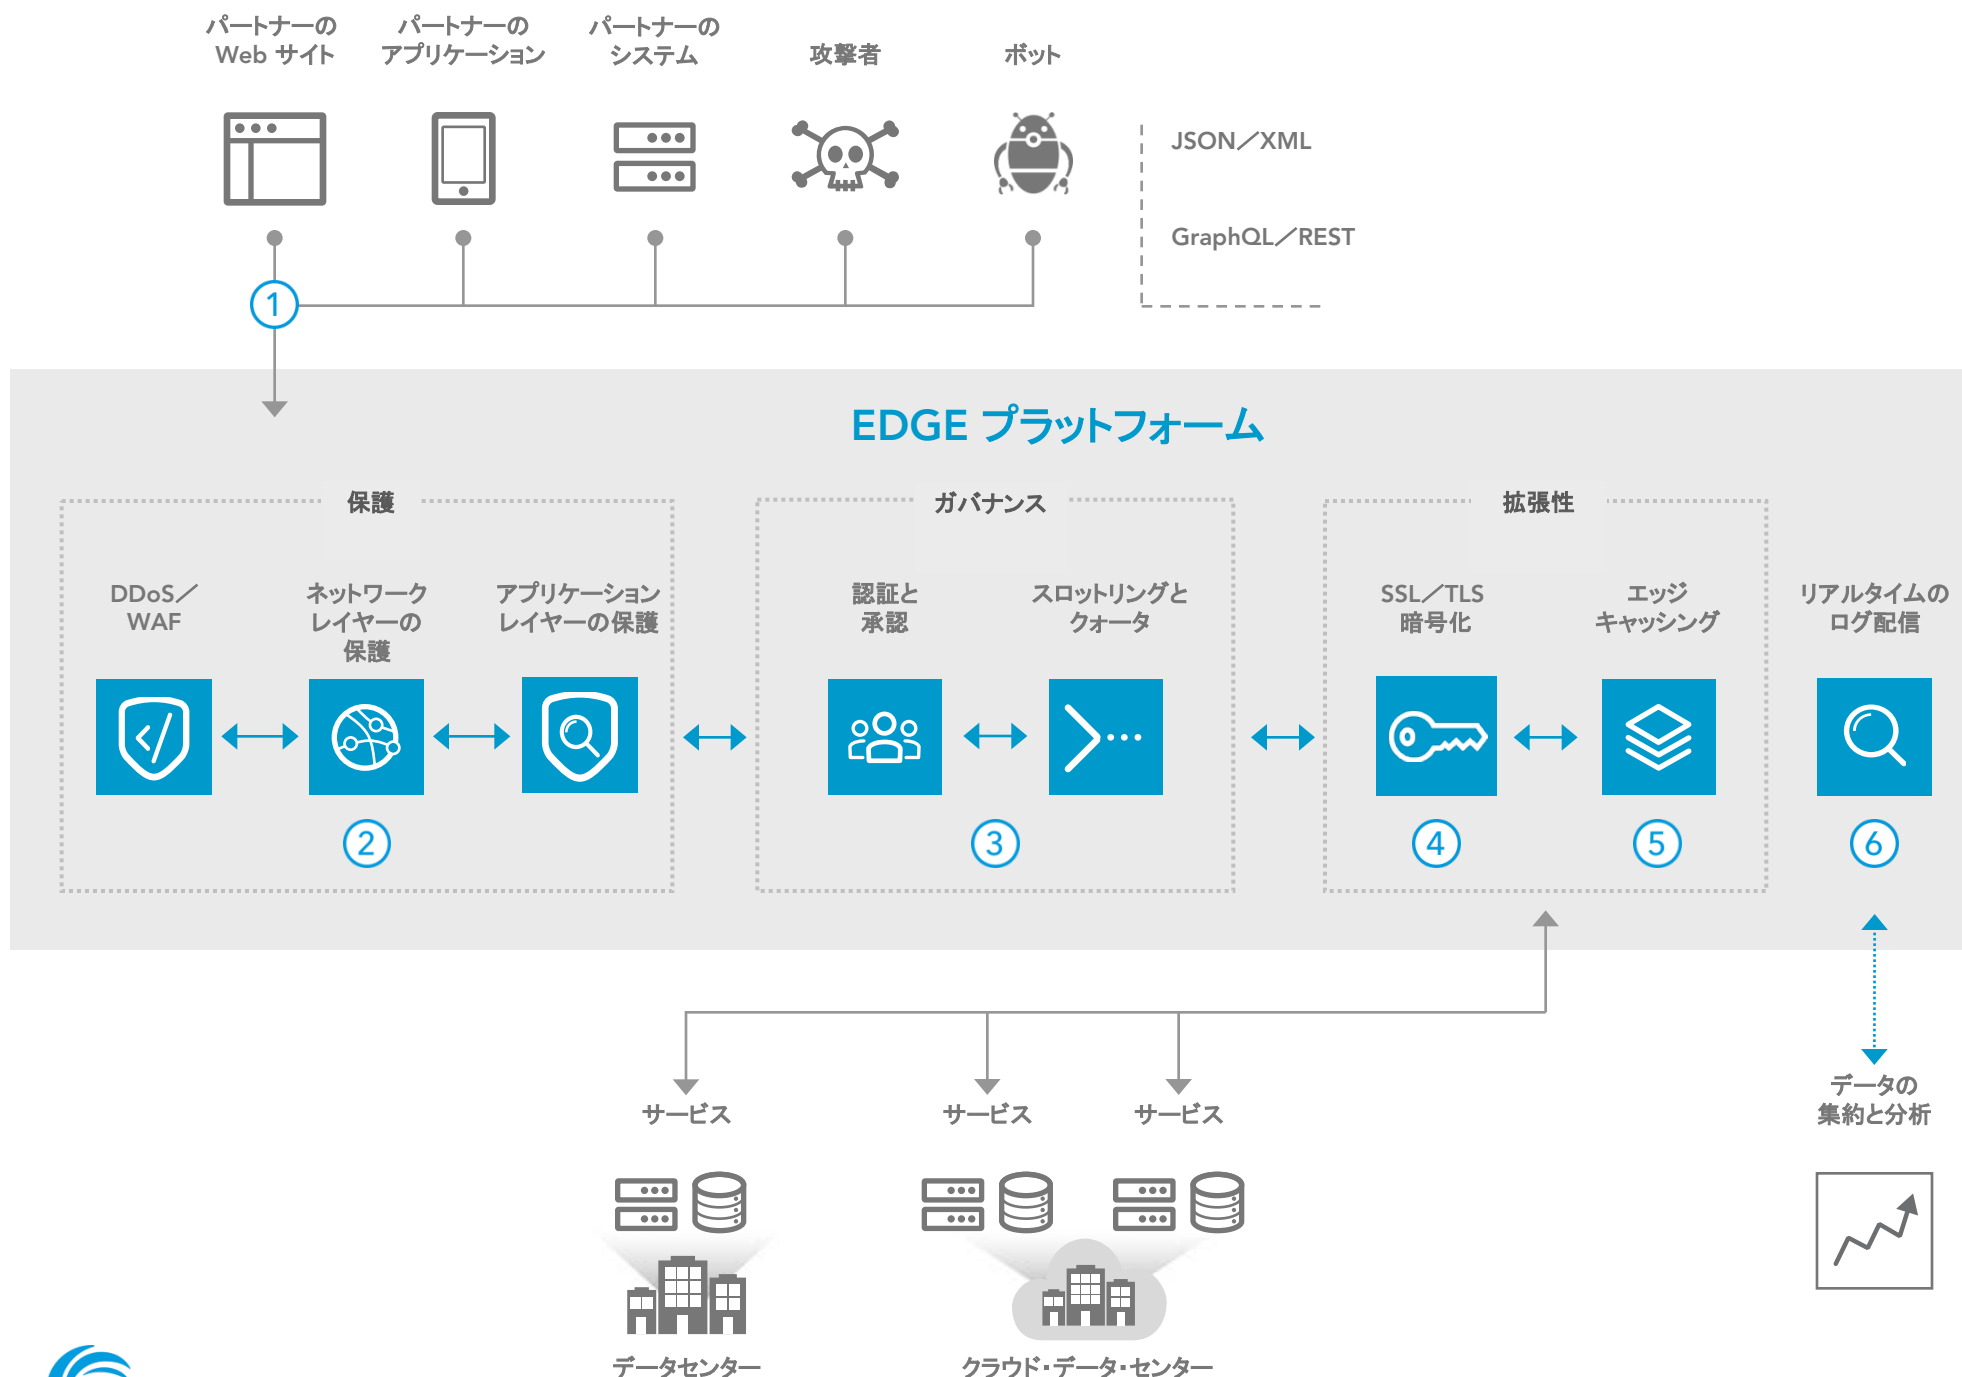 パートナーの
Web サイト
パートナーの
アプリケーション
パートナーの
システム
攻撃者
ボット
JSON／XML
GraphQL／REST
1
EDGE プラットフォーム
保護
ガバナンス
拡張性
DDoS／
WAF
ネットワーク
レイヤーの
保護
アプリケーション
レイヤーの保護
認証と
承認
スロットリングと
クォータ
SSL／TLS
暗号化
エッジ
キャッシング
リアルタイムの
ログ配信
2
3
4
5
6
サービス
サービス
サービス
データの
集約と分析
データセンター
クラウド・データ・センター